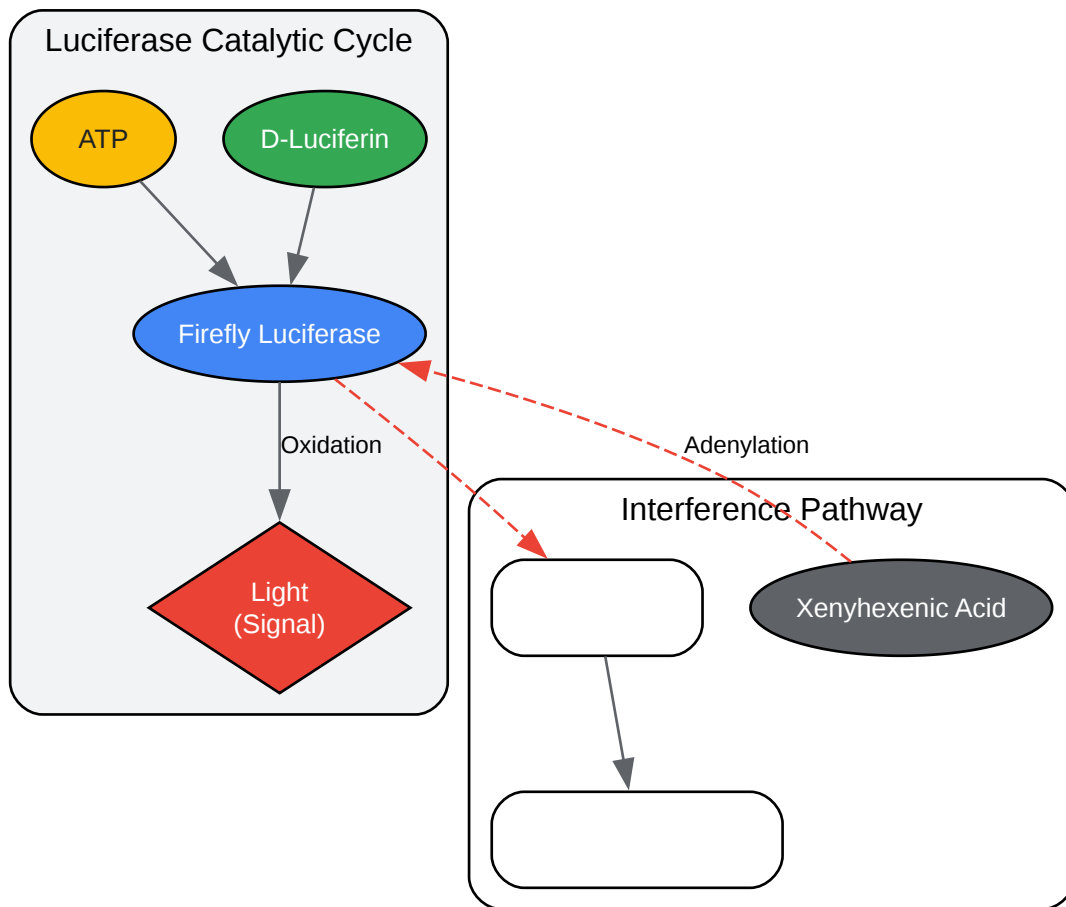 Luciferase Catalytic Cycle
ATP
D-Luciferin
Firefly Luciferase
Oxidation
Adenylation
Light
(Signal)
Interference Pathway
Xenyhexenic Acid